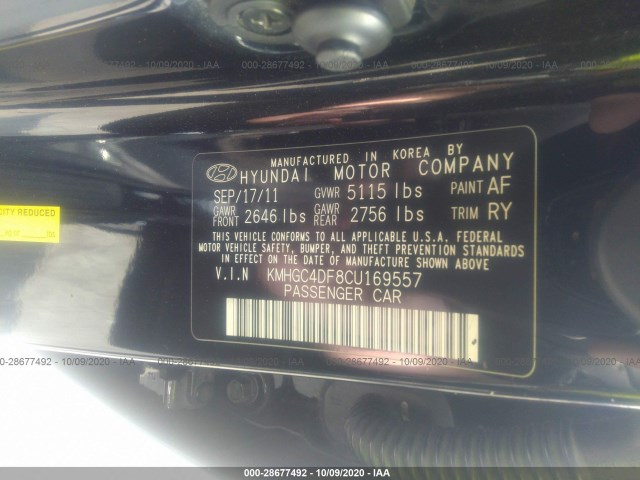 000-28677492 - 10/09/2020 - IAA
000-28677492 - 10/09/2020 - IAA
000-28677492 - 10/09/2020 - IAA
MANUFACTURED IN KOREA BY
HYUNDAI MOTOR COMPANY
SEP/17/11 GVWR 5115 lbs PAINT AF
GAWR FRONT 2646 lbs GAWR REAR 2756 lbs TRIM RY
THIS VEHICLE CONFORMS TO ALL APPLICABLE U.S.A. FEDERAL
MOTOR VEHICLE SAFETY, BUMPER, AND THEFT PREVENTION STANDARDS
IN EFFECT ON THE DATE OF MANUFACTURE SHOWN ABOVE.
V.I.N KMHGC4DF8CU169557
PASSENGER CAR
CITY REDUCED
000-28677492 - 10/09/2020 - IAA
000-28677492 - 10/09/2020 - IAA
000-28677492 - 10/09/2020 - IAA
000-28677492 - 10/09/2020 - IAA